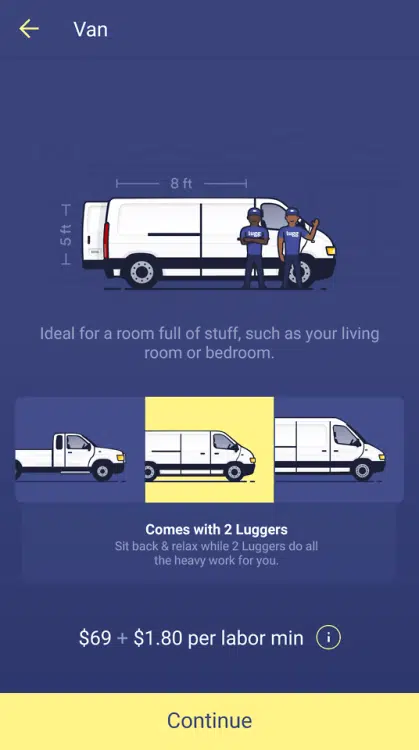 Van
8 ft
5 ft
lugg
lugg
Ideal for a room full of stuff, such as your living
room or bedroom.
Comes with 2 Luggers
Sit back & relax while 2 Luggers do all
the heavy work for you.
$69 + $1.80 per labor min
i
Continue